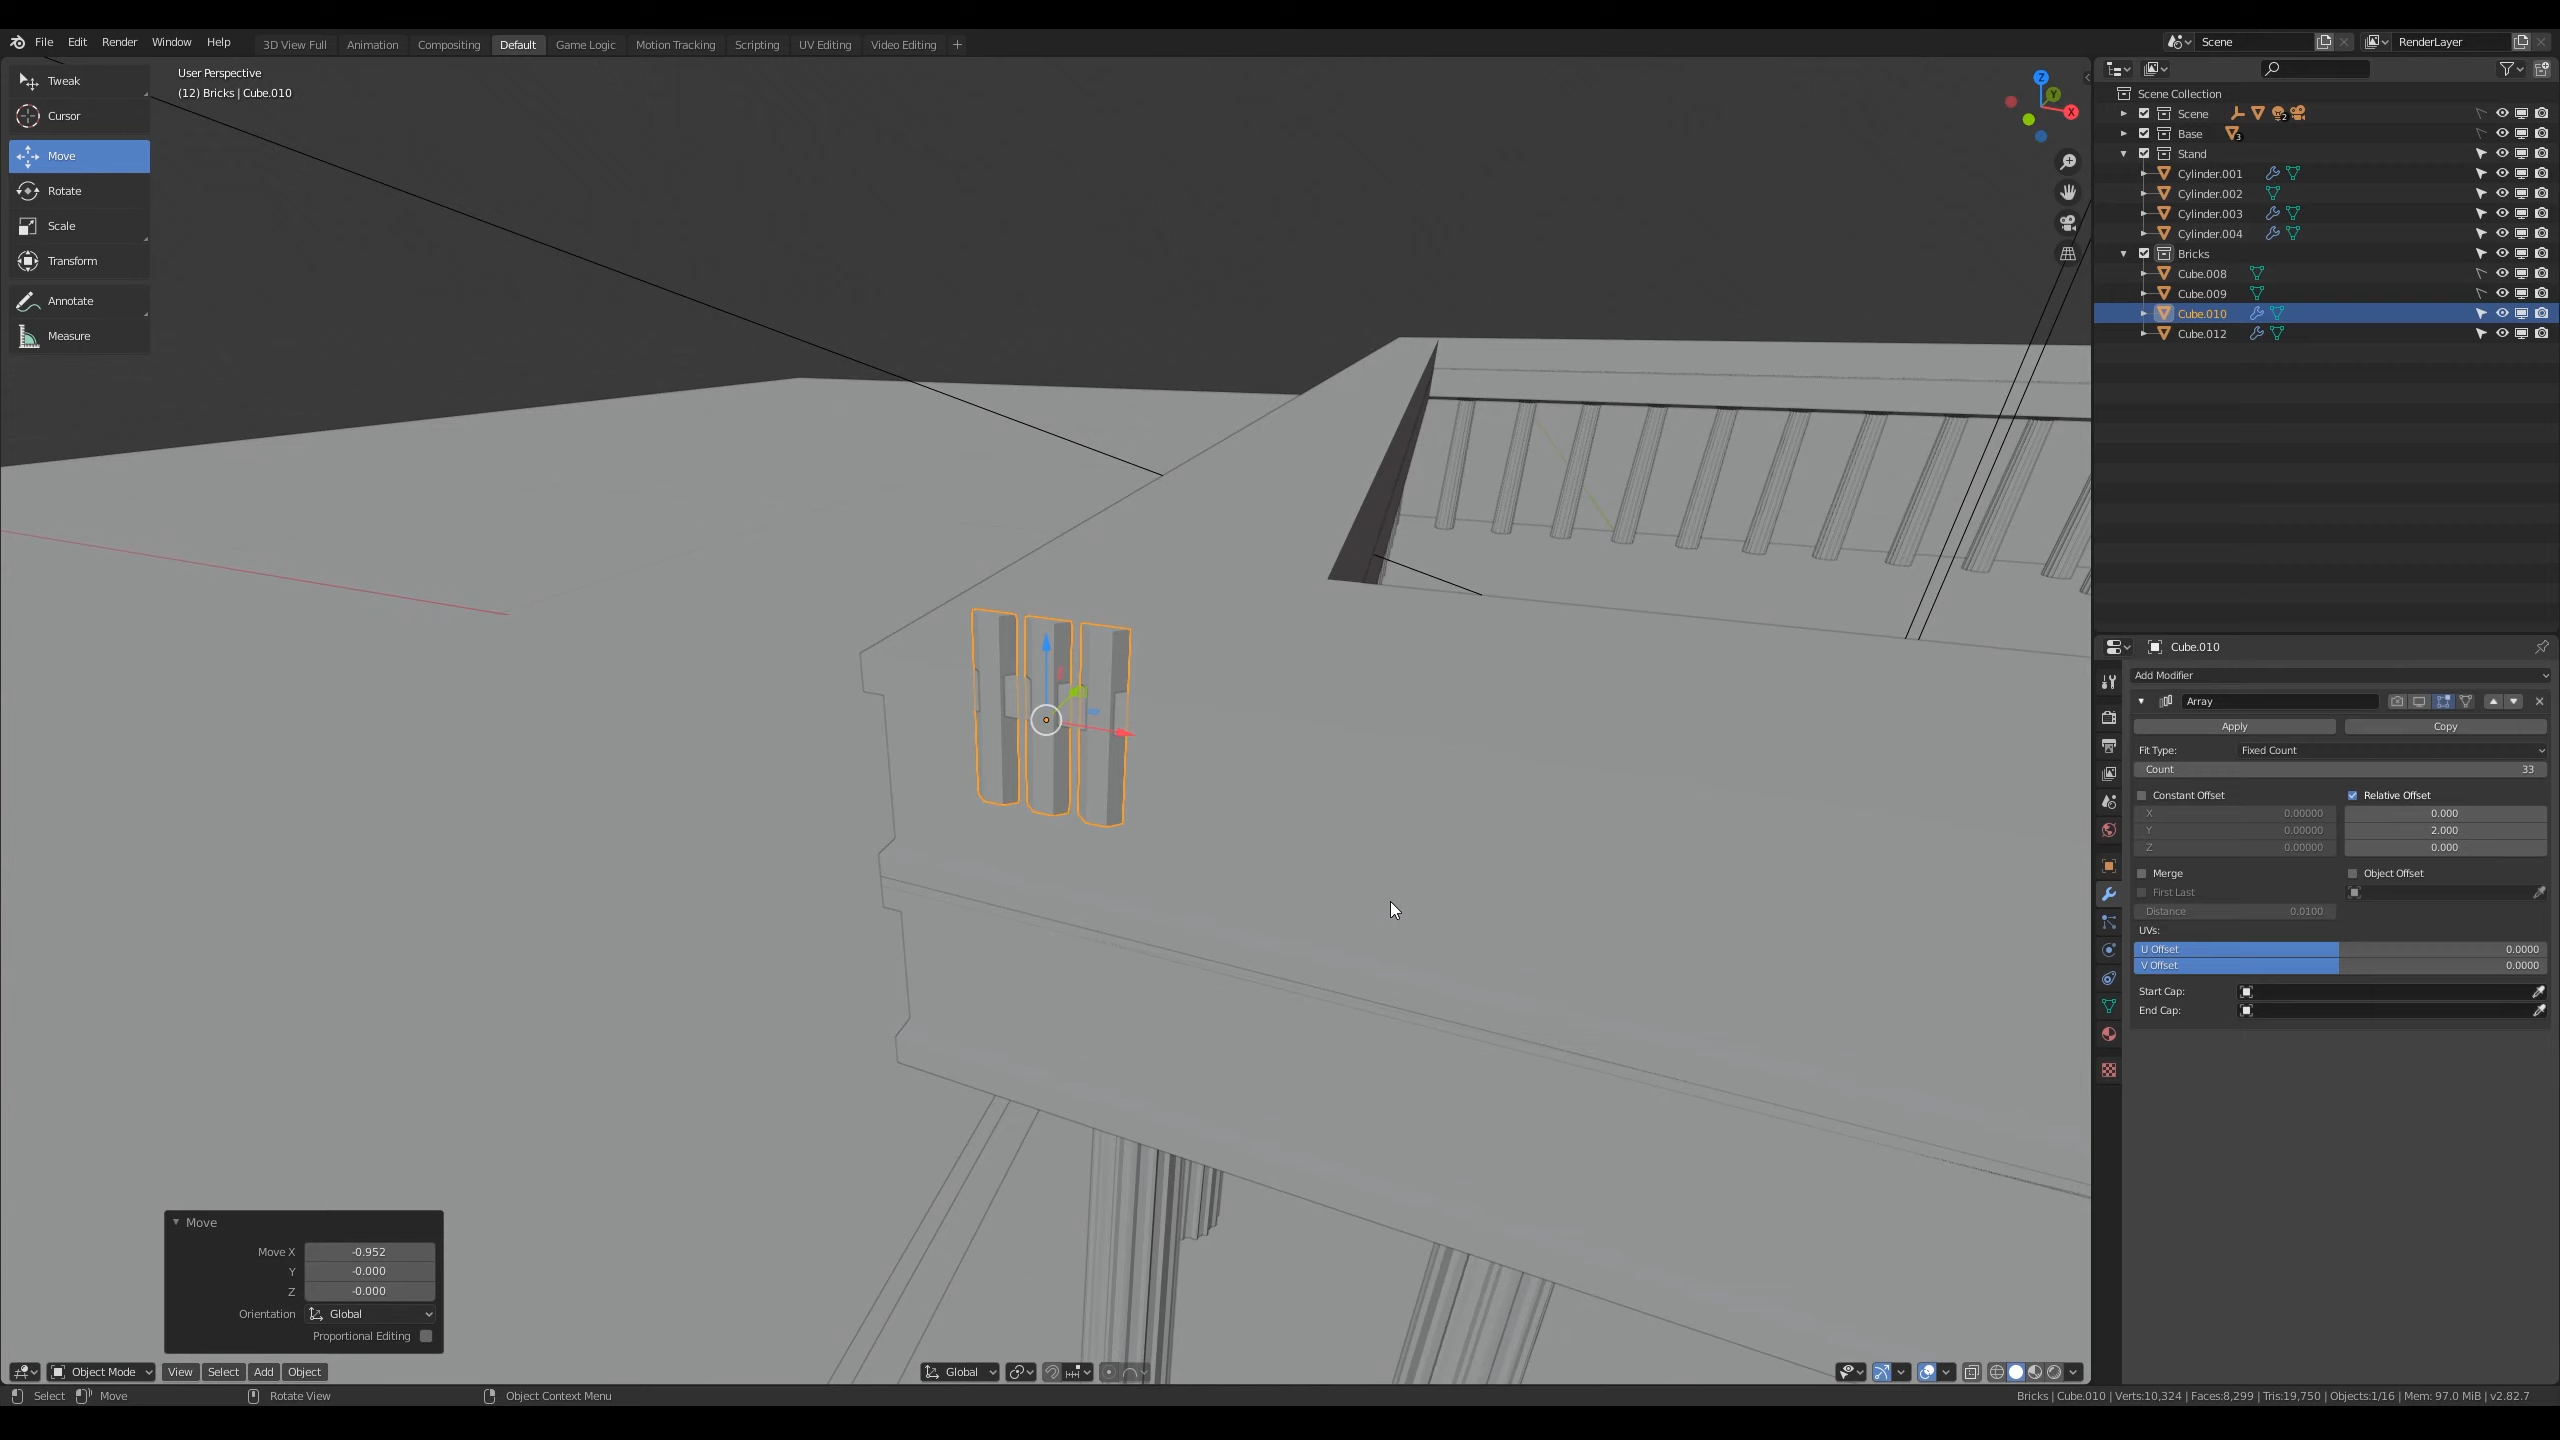 File Edit Render Window Help
3D View Full Animation Compositing Default Game Logic Motion Tracking Scripting UV Editing Video Editing +
Scene
RenderLayer
Tweak
Cursor
Move
Rotate
Scale
Transform
Annotate
Measure
User Perspective
(12) Bricks | Cube.010
Z
Y
X
Scene Collection
Scene 2
Base 3
Stand
Cylinder.001
Cylinder.002
Cylinder.003
Cylinder.004
Bricks
Cube.008
Cube.009
Cube.010
Cube.012
Cube.010
Add Modifier
Array
Apply Copy
Fit Type: Fixed Count
Count 33
Constant Offset Relative Offset
X 0.00000 0.000
Y 0.00000 2.000
Z 0.00000 0.000
Merge Object Offset
First Last
Distance 0.0100
UVs:
U Offset 0.0000
V Offset 0.0000
Start Cap:
End Cap:
Move
Move X -0.952
Y -0.000
Z -0.000
Orientation Global
Proportional Editing
Object Mode View Select Add Object
Global
Select Move Rotate View Object Context Menu
Bricks | Cube.010 | Verts:10,324 | Faces:8,299 | Tris:19,750 | Objects:1/16 | Mem: 97.0 MiB | v2.82.7